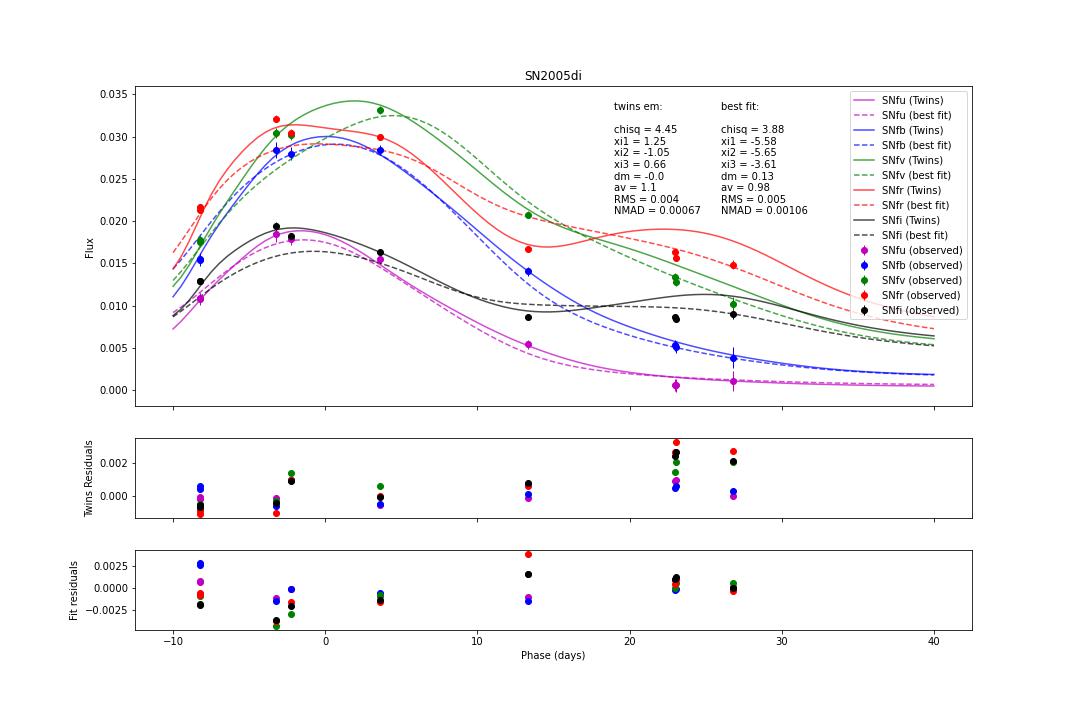 SN2005di
Flux
0.035
0.030
0.025
0.020
0.015
0.010
0.005
0.000
twins em:
chisq = 4.45
xi1 = 1.25
xi2 = -1.05
xi3 = 0.66
dm = -0.0
av = 1.1
RMS = 0.004
NMAD = 0.00067
best fit:
chisq = 3.88
xi1 = -5.58
xi2 = -5.65
xi3 = -3.61
dm = 0.13
av = 0.98
RMS = 0.005
NMAD = 0.00106
SNfu (Twins)
SNfu (best fit)
SNfb (Twins)
SNfb (best fit)
SNfv (Twins)
SNfv (best fit)
SNfr (Twins)
SNfr (best fit)
SNfi (Twins)
SNfi (best fit)
SNfu (observed)
SNfb (observed)
SNfv (observed)
SNfr (observed)
SNfi (observed)
Twins Residuals
0.002
0.000
Fit residuals
0.0025
0.0000
−0.0025
−10
0
10
20
30
40
Phase (days)